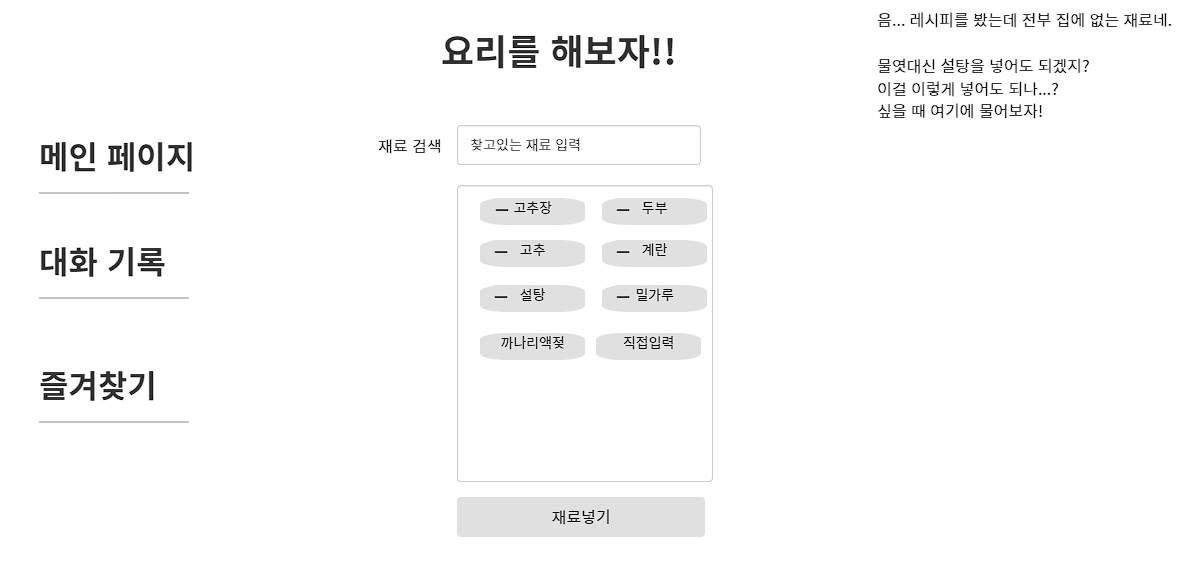 음... 레시피를 봤는데 전부 집에 없는 재료네.
물엿대신 설탕을 넣어도 되겠지?
이걸 이렇게 넣어도 되나...?
싶을 때 여기에 물어보자!
요리를 해보자!!
메인 페이지
대화 기록
즐겨찾기
재료 검색 찾고있는 재료 입력
— 고추장 — 두부
— 고추 — 계란
— 설탕 — 밀가루
까나리액젖 직접입력
재료넣기